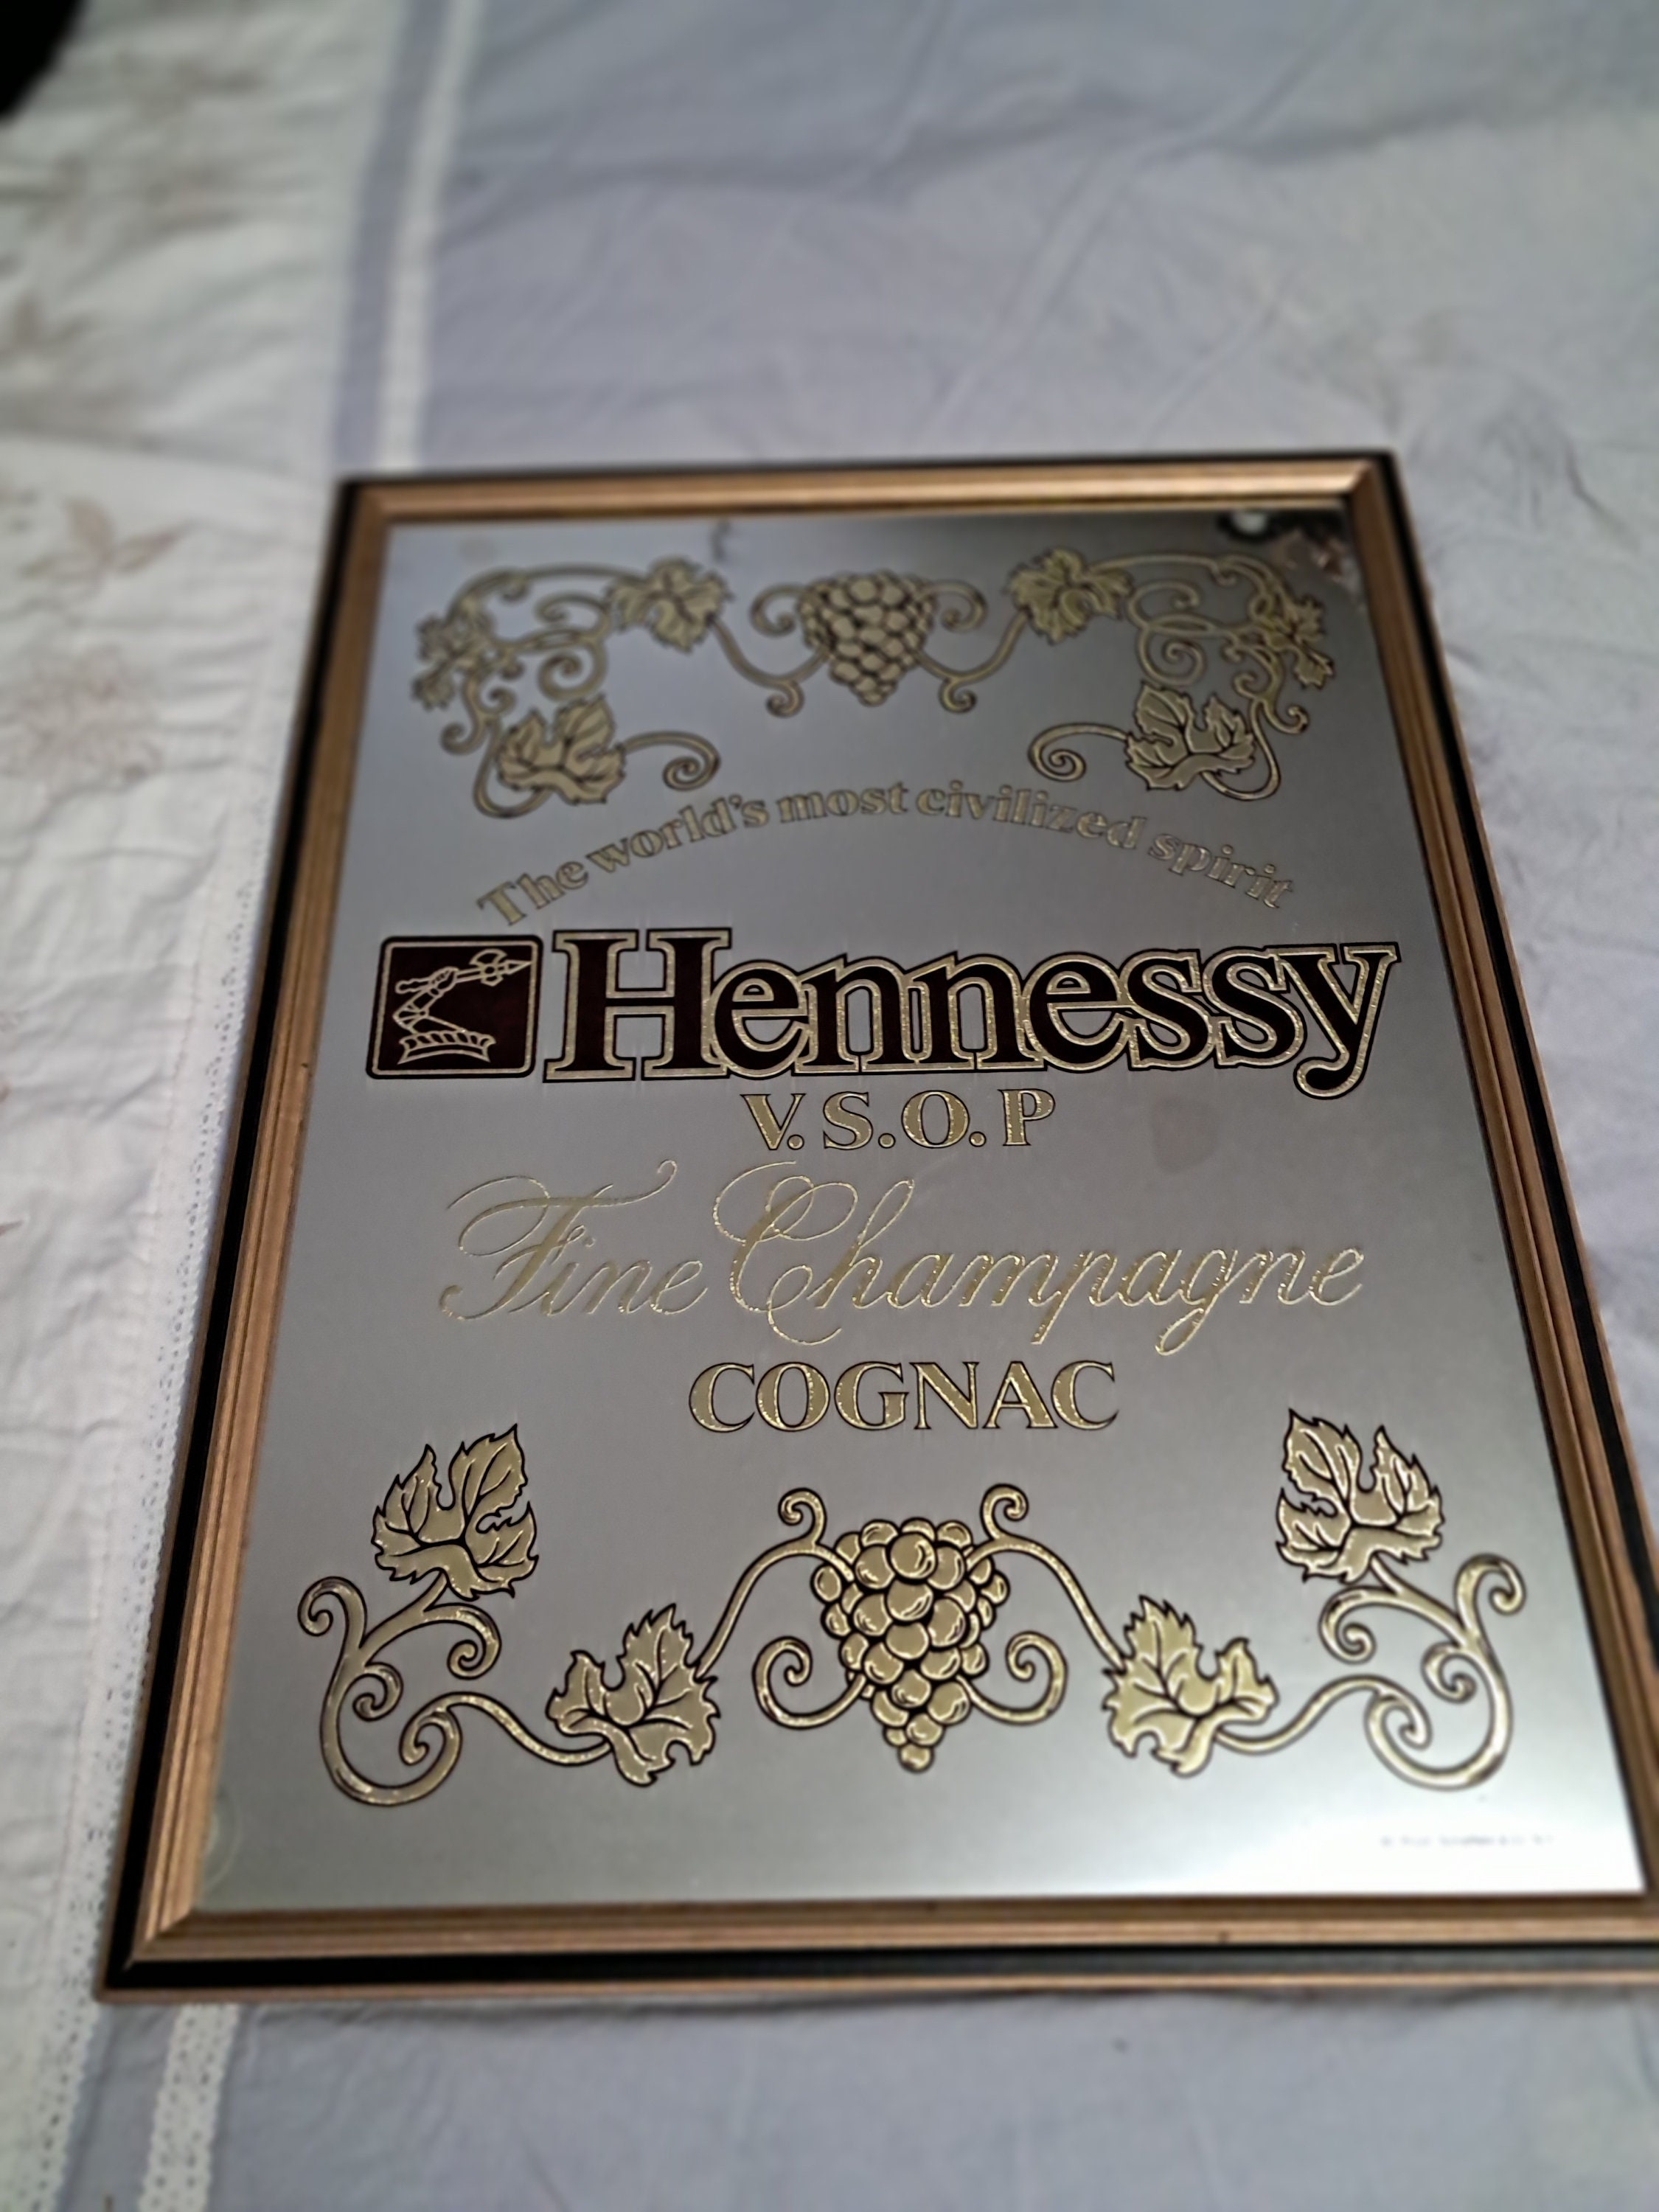 The world's most civilized spirit
Hennessy
V.S.O.P
Fine Champagne
COGNAC